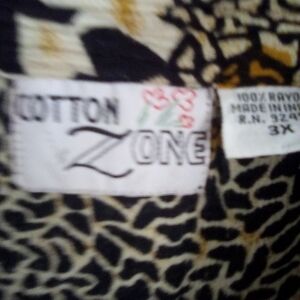 COTTON
ZONE
100% RAYO
MADE IN IN
R.N. 924
3X